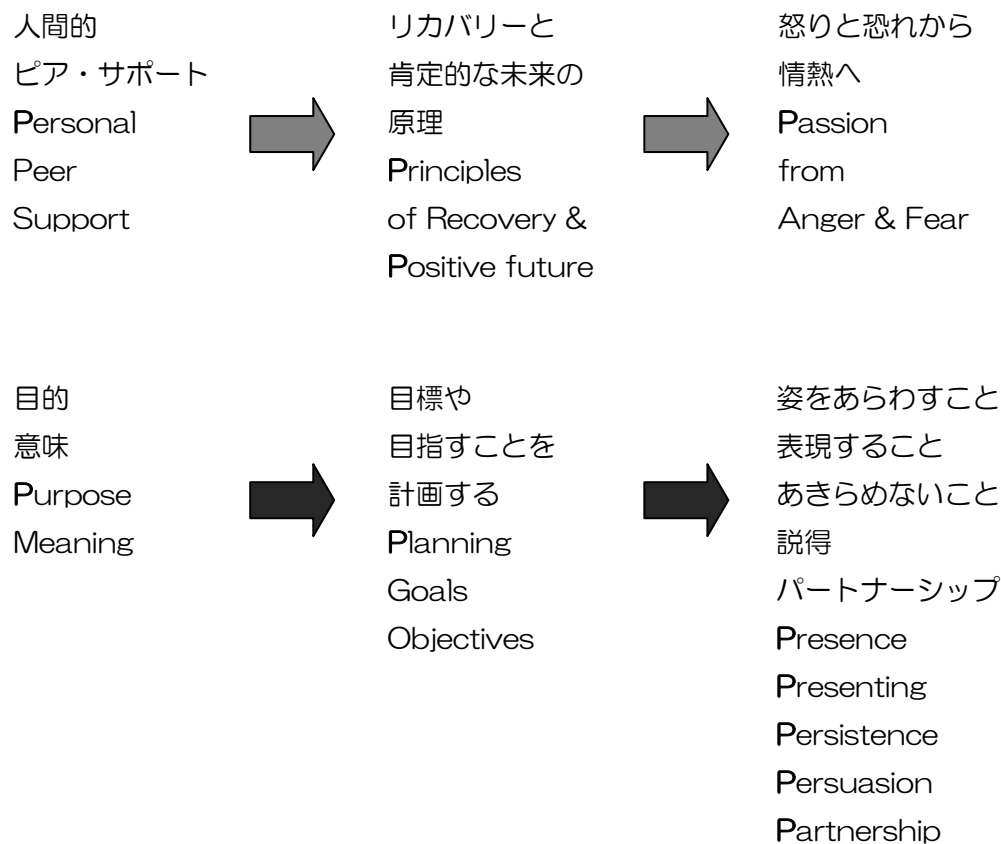 人間的
ピア・サポート
Personal
Peer
Support
リカバリーと
肯定的な未来の
原理
Principles
of Recovery &
Positive future
怒りと恐れから
情熱へ
Passion
from
Anger & Fear
目的
意味
Purpose
Meaning
目標や
目指すことを
計画する
Planning
Goals
Objectives
姿をあらわすこと
表現すること
あきらめないこと
説得
パートナーシップ
Presence
Presenting
Persistence
Persuasion
Partnership